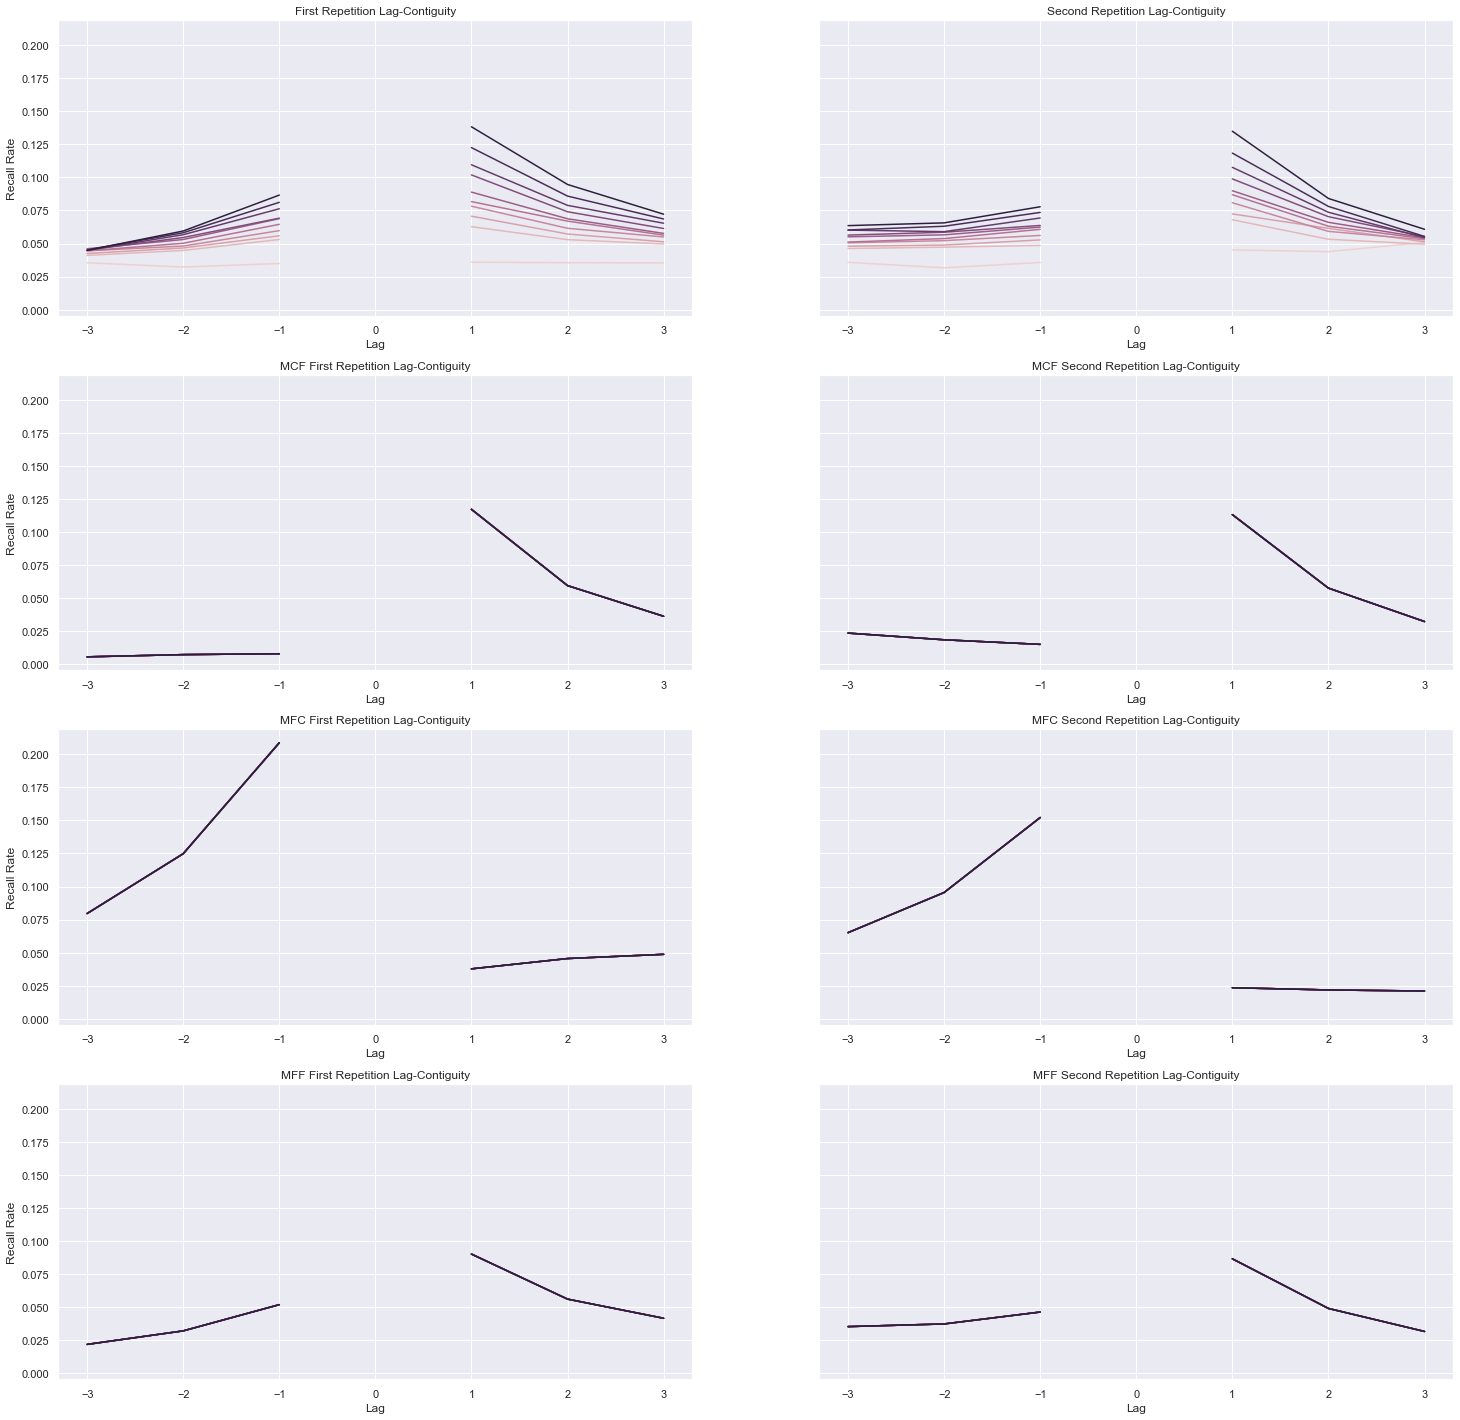 First Repetition Lag-Contiguity
Second Repetition Lag-Contiguity
Recall Rate
0.200
0.175
0.150
0.125
0.100
0.075
0.050
0.025
0.000
−3 −2 −1 0 1 2 3
Lag
−3 −2 −1 0 1 2 3
Lag
MCF First Repetition Lag-Contiguity
MCF Second Repetition Lag-Contiguity
Recall Rate
0.200
0.175
0.150
0.125
0.100
0.075
0.050
0.025
0.000
−3 −2 −1 0 1 2 3
Lag
−3 −2 −1 0 1 2 3
Lag
MFC First Repetition Lag-Contiguity
MFC Second Repetition Lag-Contiguity
Recall Rate
0.200
0.175
0.150
0.125
0.100
0.075
0.050
0.025
0.000
−3 −2 −1 0 1 2 3
Lag
−3 −2 −1 0 1 2 3
Lag
MFF First Repetition Lag-Contiguity
MFF Second Repetition Lag-Contiguity
Recall Rate
0.200
0.175
0.150
0.125
0.100
0.075
0.050
0.025
0.000
−3 −2 −1 0 1 2 3
Lag
−3 −2 −1 0 1 2 3
Lag